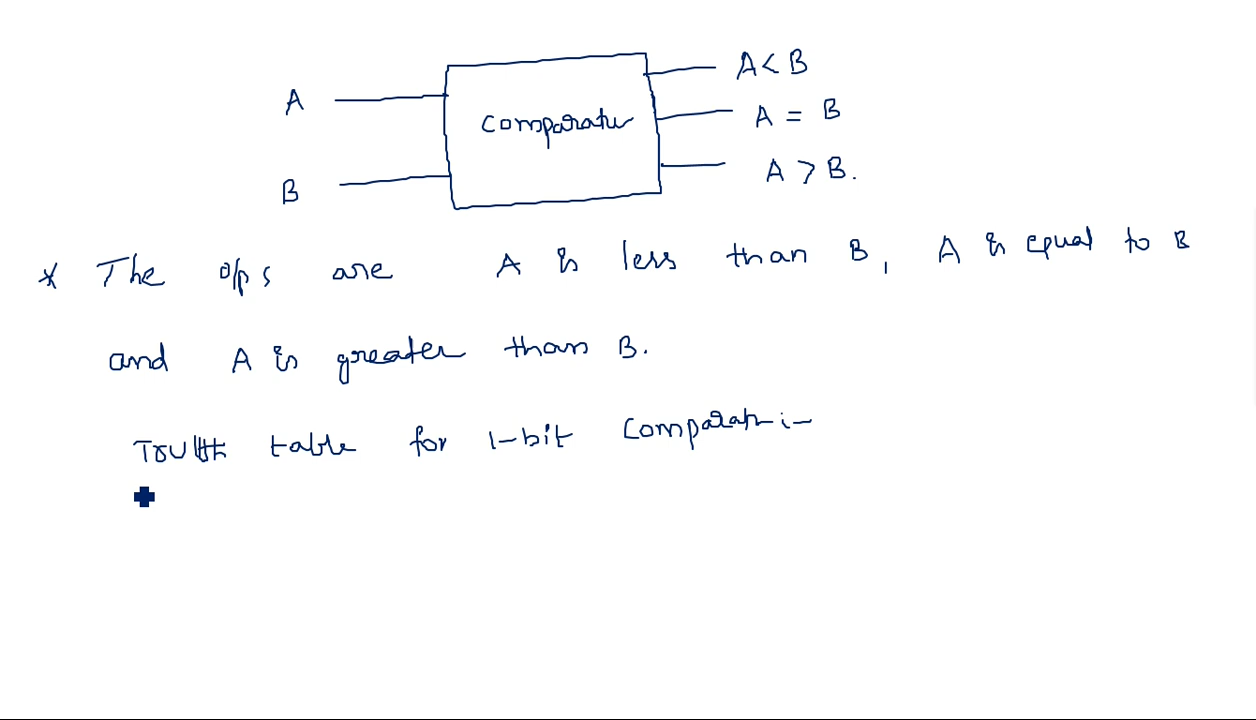 A
B
Comparator
A < B
A = B
A > B.
* The o/ps are A is less than B, A is equal to B
and A is greater than B.
Truth table for 1-bit Comparator